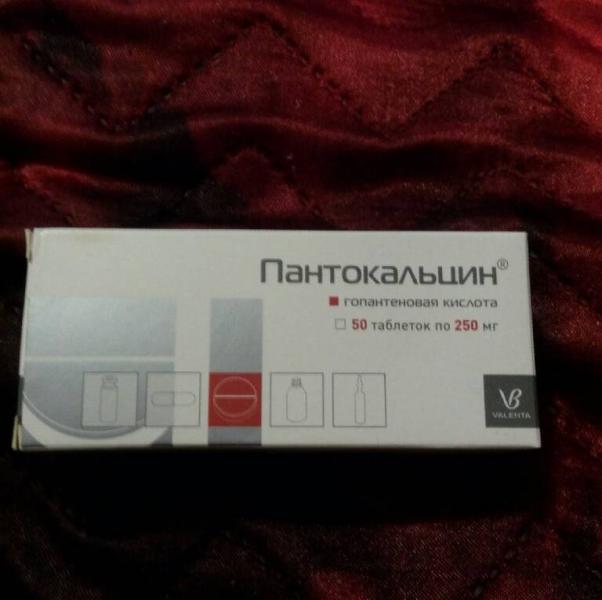 Пантокальцин®
гопантеновая кислота
50 таблеток по 250 мг
VALENTA